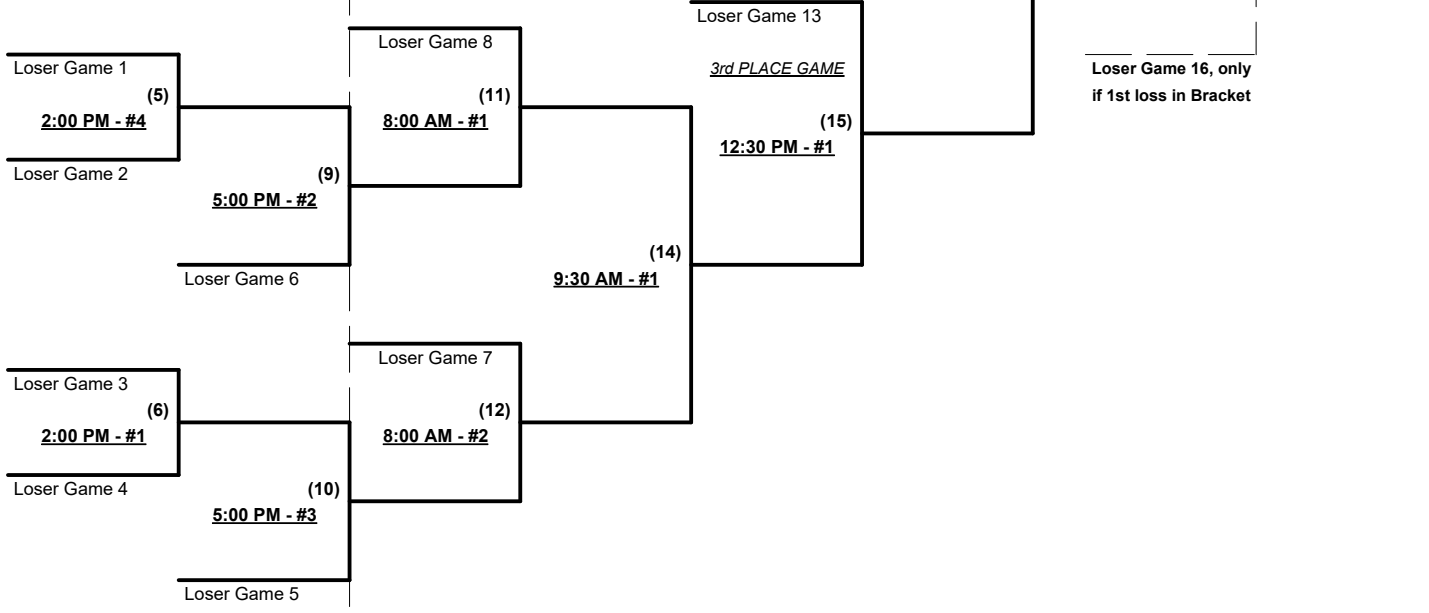 Loser Game 13
Loser Game 8
3rd PLACE GAME
Loser Game 1
Loser Game 16, only
if 1st loss in Bracket
(5)
2:00 PM - #4
(11)
8:00 AM - #1
(15)
12:30 PM - #1
Loser Game 2
(9)
5:00 PM - #2
(14)
9:30 AM - #1
Loser Game 6
Loser Game 7
Loser Game 3
(6)
2:00 PM - #1
(12)
8:00 AM - #2
Loser Game 4
(10)
5:00 PM - #3
Loser Game 5